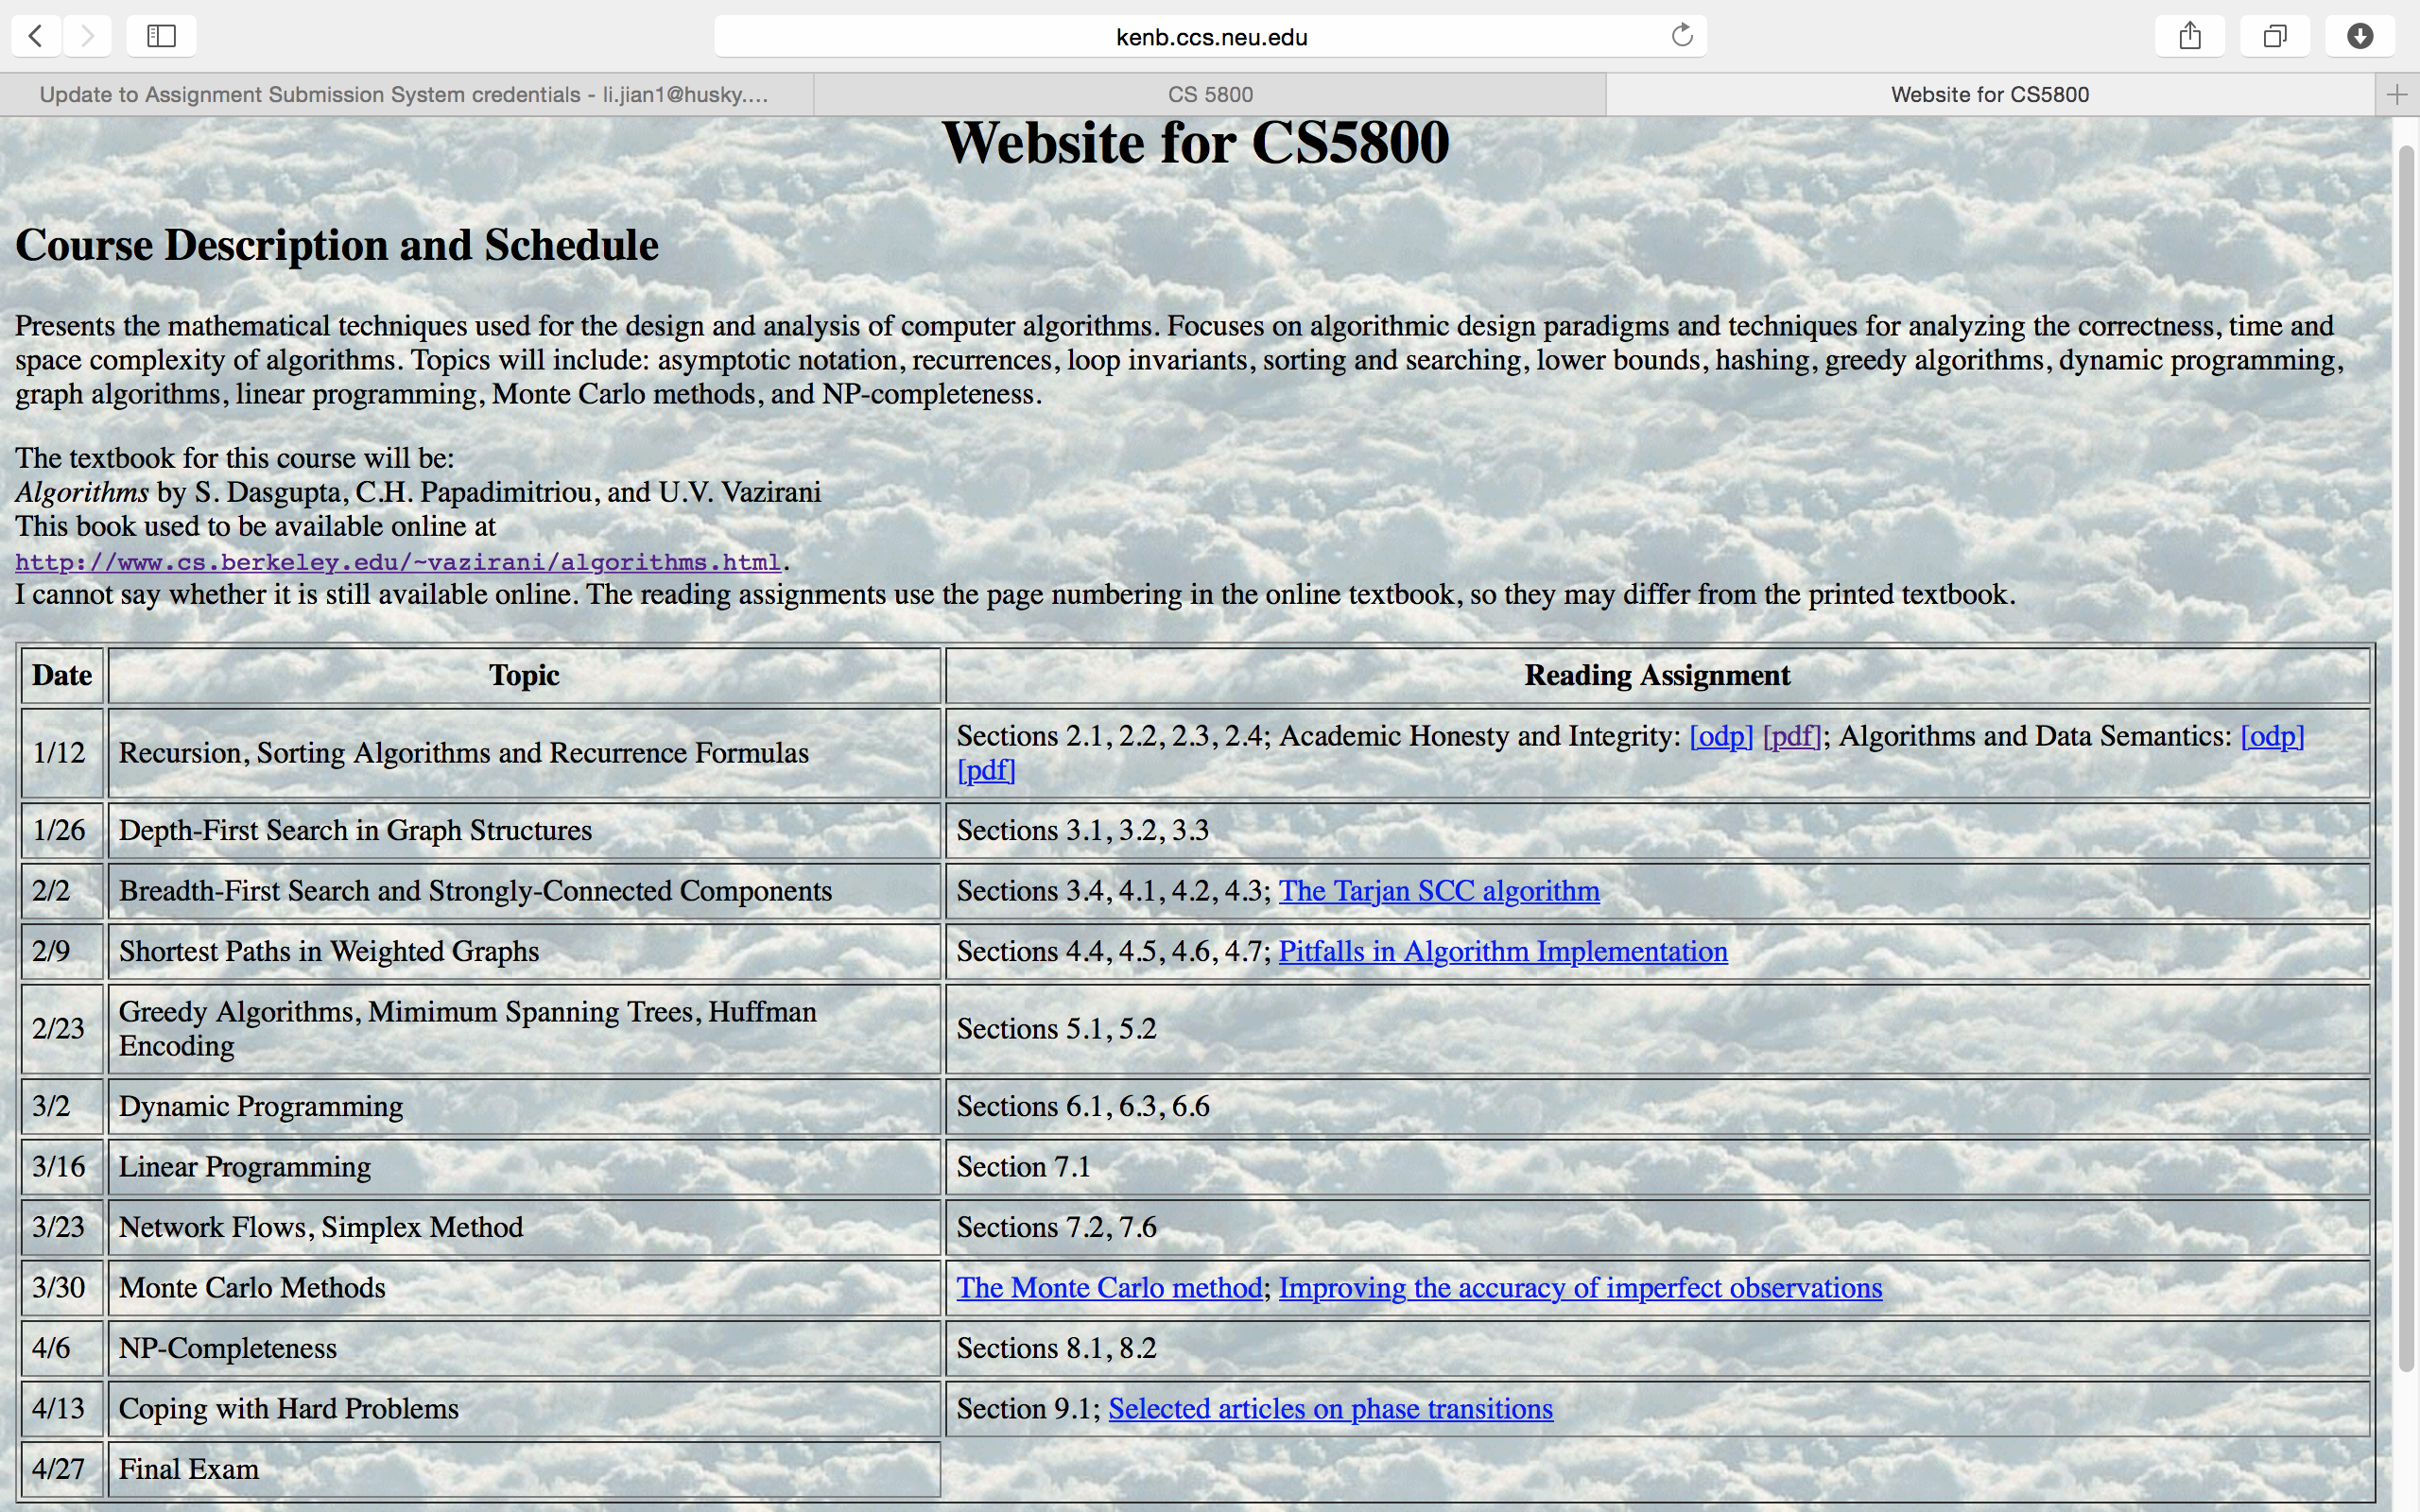 kenb.ccs.neu.edu
Update to Assignment Submission System credentials - li.jian1@husky....
CS 5800
Website for CS5800
Website for CS5800
Course Description and Schedule
Presents the mathematical techniques used for the design and analysis of computer algorithms. Focuses on algorithmic design paradigms and techniques for analyzing the correctness, time and
space complexity of algorithms. Topics will include: asymptotic notation, recurrences, loop invariants, sorting and searching, lower bounds, hashing, greedy algorithms, dynamic programming,
graph algorithms, linear programming, Monte Carlo methods, and NP-completeness.
The textbook for this course will be:
Algorithms by S. Dasgupta, C.H. Papadimitriou, and U.V. Vazirani
This book used to be available online at
http://www.cs.berkeley.edu/~vazirani/algorithms.html.
I cannot say whether it is still available online. The reading assignments use the page numbering in the online textbook, so they may differ from the printed textbook.
Date Topic Reading Assignment
1/12 Recursion, Sorting Algorithms and Recurrence Formulas Sections 2.1, 2.2, 2.3, 2.4; Academic Honesty and Integrity: [odp] [pdf]; Algorithms and Data Semantics: [odp]
[pdf]
1/26 Depth-First Search in Graph Structures Sections 3.1, 3.2, 3.3
2/2 Breadth-First Search and Strongly-Connected Components Sections 3.4, 4.1, 4.2, 4.3; The Tarjan SCC algorithm
2/9 Shortest Paths in Weighted Graphs Sections 4.4, 4.5, 4.6, 4.7; Pitfalls in Algorithm Implementation
2/23 Greedy Algorithms, Mimimum Spanning Trees, Huffman
Encoding Sections 5.1, 5.2
3/2 Dynamic Programming Sections 6.1, 6.3, 6.6
3/16 Linear Programming Section 7.1
3/23 Network Flows, Simplex Method Sections 7.2, 7.6
3/30 Monte Carlo Methods The Monte Carlo method; Improving the accuracy of imperfect observations
4/6 NP-Completeness Sections 8.1, 8.2
4/13 Coping with Hard Problems Section 9.1; Selected articles on phase transitions
4/27 Final Exam